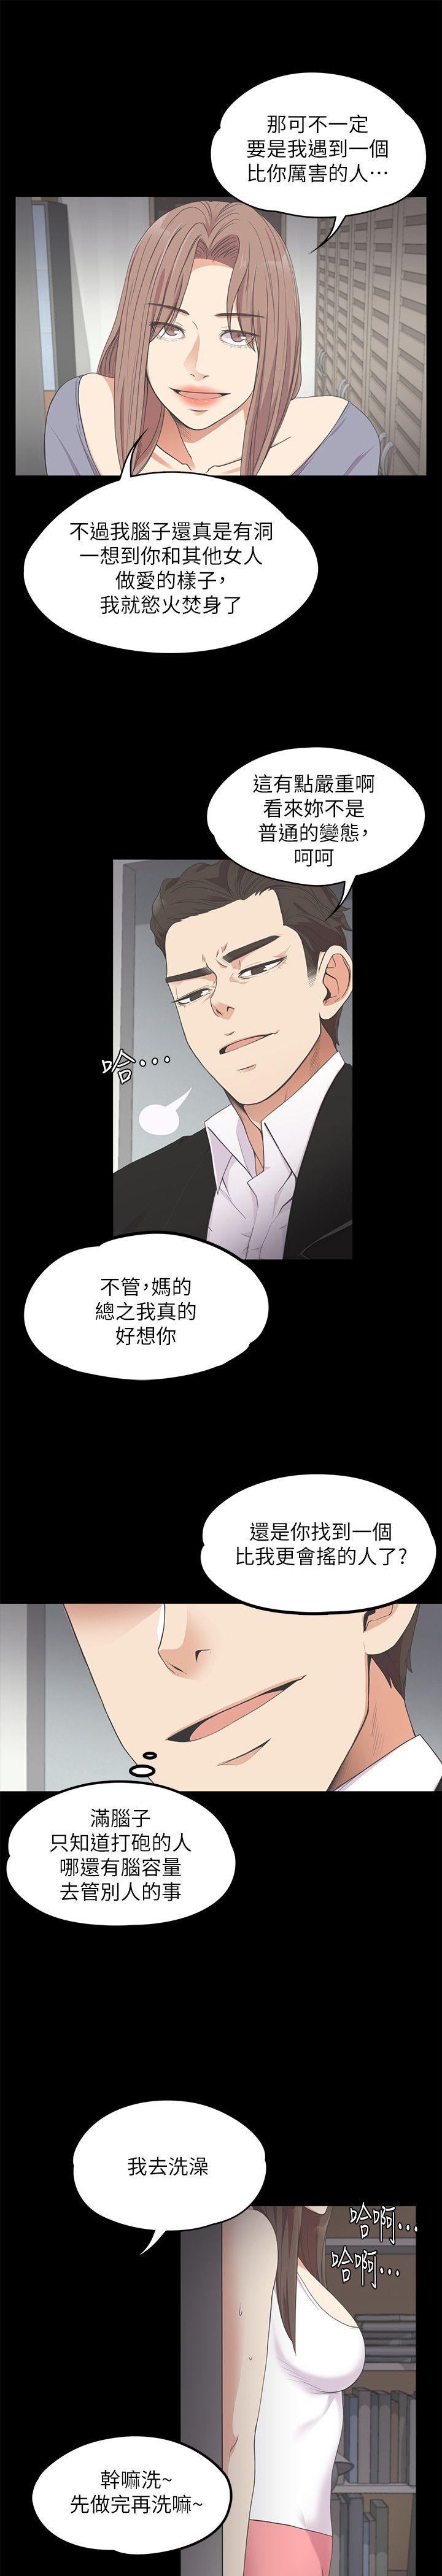 那可不一定
要是我遇到一個
比你厲害的人…
不過我腦子還真是有洞
一想到你和其他女人
做愛的樣子，
我就慾火焚身了
這有點嚴重啊
看來妳不是
普通的變態，
呵呵
哈…
不管，媽的
總之我真的
好想你
還是你找到一個
比我更會搖的人了?
滿腦子
只知道打砲的人
哪還有腦容量
去管別人的事
我去洗澡
哈啊…
哈啊…
幹嘛洗~
先做完再洗嘛~